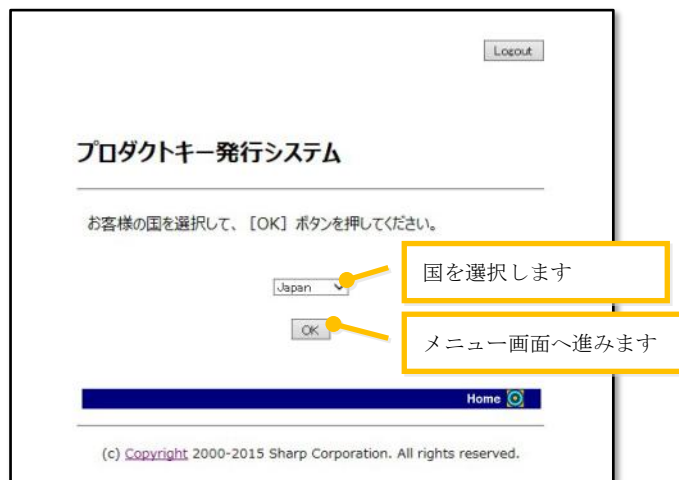 Logout
プロダクトキー発行システム
お客様の国を選択して、［OK］ボタンを押してください。
Japan
国を選択します
OK
メニュー画面へ進みます
Home
(c) Copyright 2000-2015 Sharp Corporation. All rights reserved.